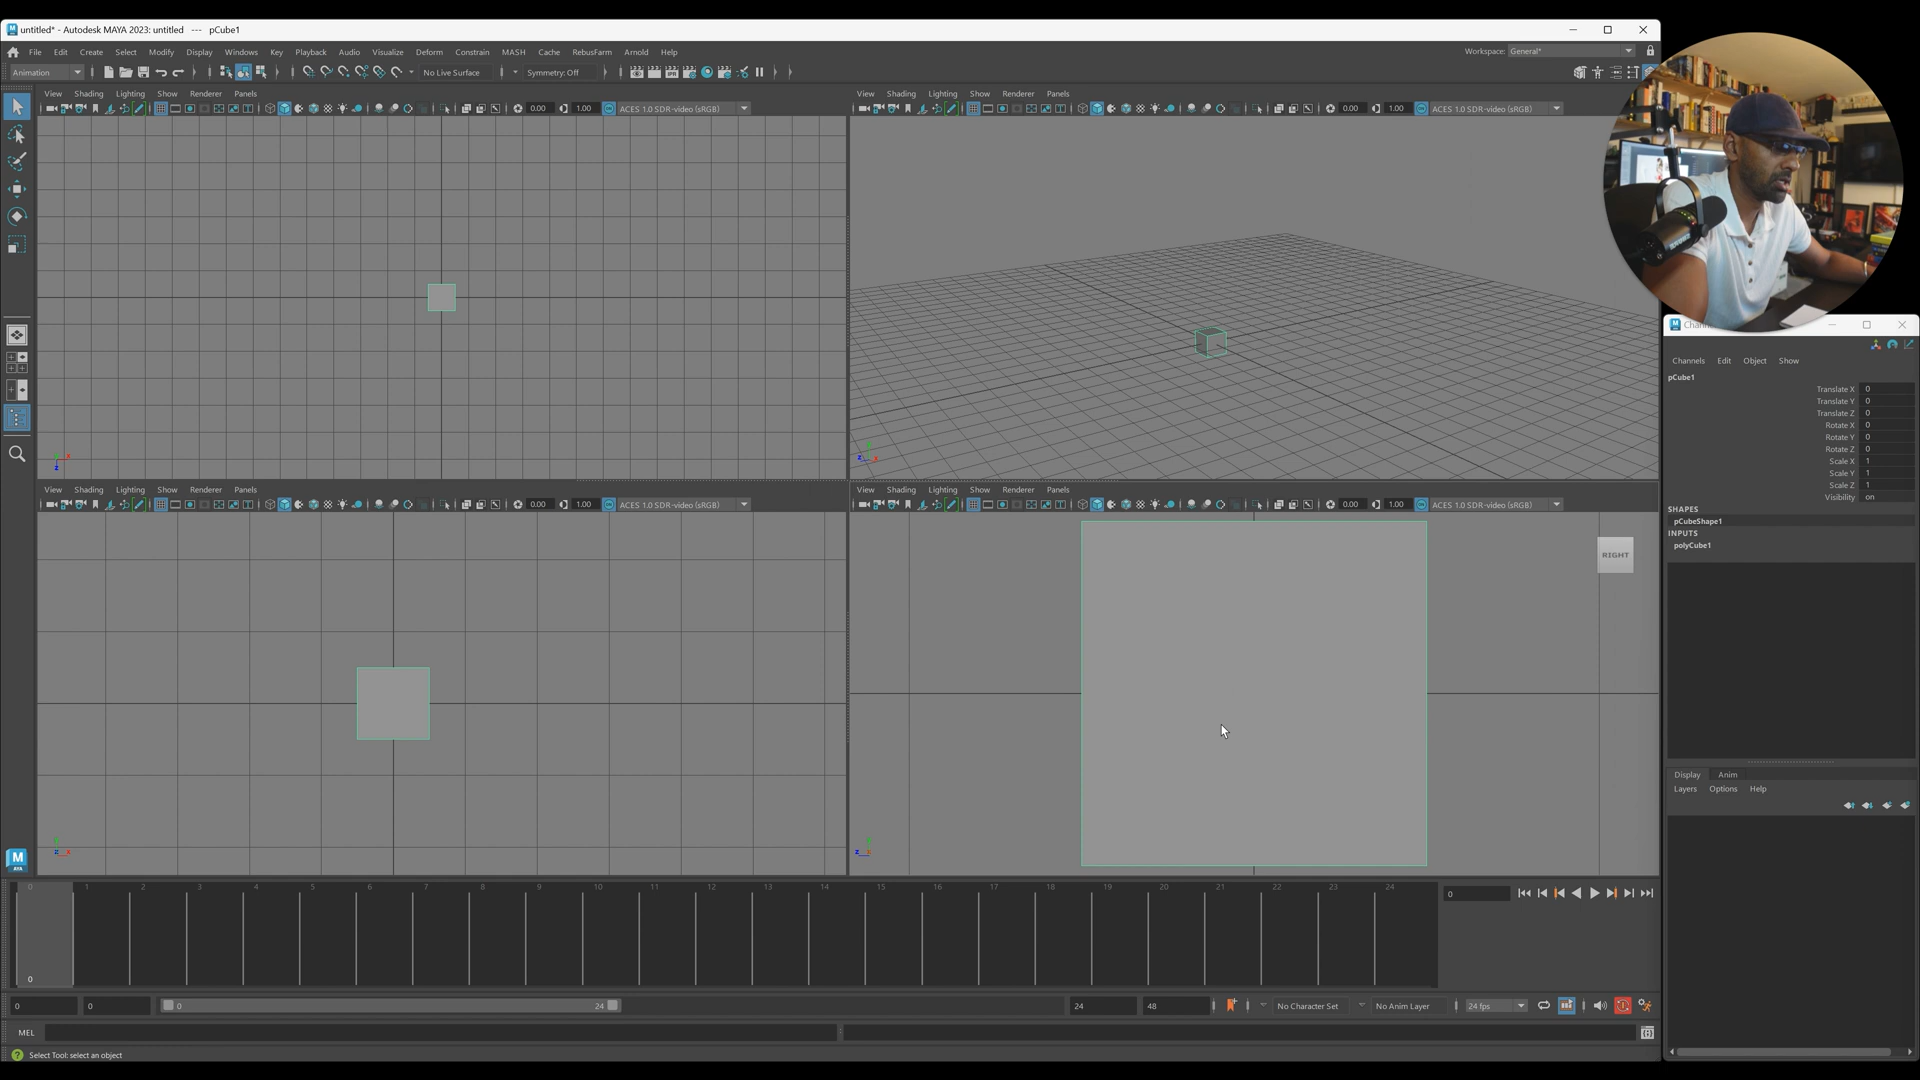 untitled* - Autodesk MAYA 2023: untitled --- pCube1
File Edit Create Select Modify Display Windows Key Playback Audio Visualize Deform Constrain MASH Cache RebusFarm Arnold Help
Workspace: General*
Animation No Live Surface Symmetry: Off
View Shading Lighting Show Renderer Panels
0.00 1.00 ACES 1.0 SDR-video (sRGB)
View Shading Lighting Show Renderer Panels
0.00 1.00 ACES 1.0 SDR-video (sRGB)
View Shading Lighting Show Renderer Panels
0.00 1.00 ACES 1.0 SDR-video (sRGB)
View Shading Lighting Show Renderer Panels
0.00 1.00 ACES 1.0 SDR-video (sRGB)
RIGHT
Channels Edit Object Show
pCube1
Translate X 0
Translate Y 0
Translate Z 0
Rotate X 0
Rotate Y 0
Rotate Z 0
Scale X 1
Scale Y 1
Scale Z 1
Visibility on
SHAPES
pCubeShape1
INPUTS
polyCube1
Display Anim
Layers Options Help
M
MAYA
0 1 2 3 4 5 6 7 8 9 10 11 12 13 14 15 16 17 18 19 20 21 22 23 24
0
0
0 0 0 24 24 48 No Character Set No Anim Layer 24 fps
MEL
Select Tool: select an object